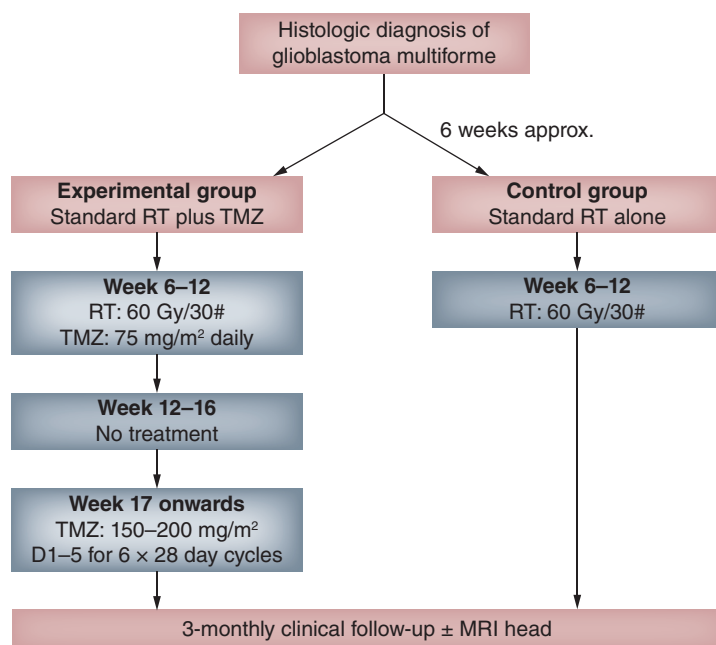 Histologic diagnosis of
glioblastoma multiforme
6 weeks approx.
Experimental group
Standard RT plus TMZ
Control group
Standard RT alone
Week 6–12
RT: 60 Gy/30#
TMZ: 75 mg/m² daily
Week 6–12
RT: 60 Gy/30#
Week 12–16
No treatment
Week 17 onwards
TMZ: 150–200 mg/m²
D1–5 for 6 × 28 day cycles
3-monthly clinical follow-up ± MRI head